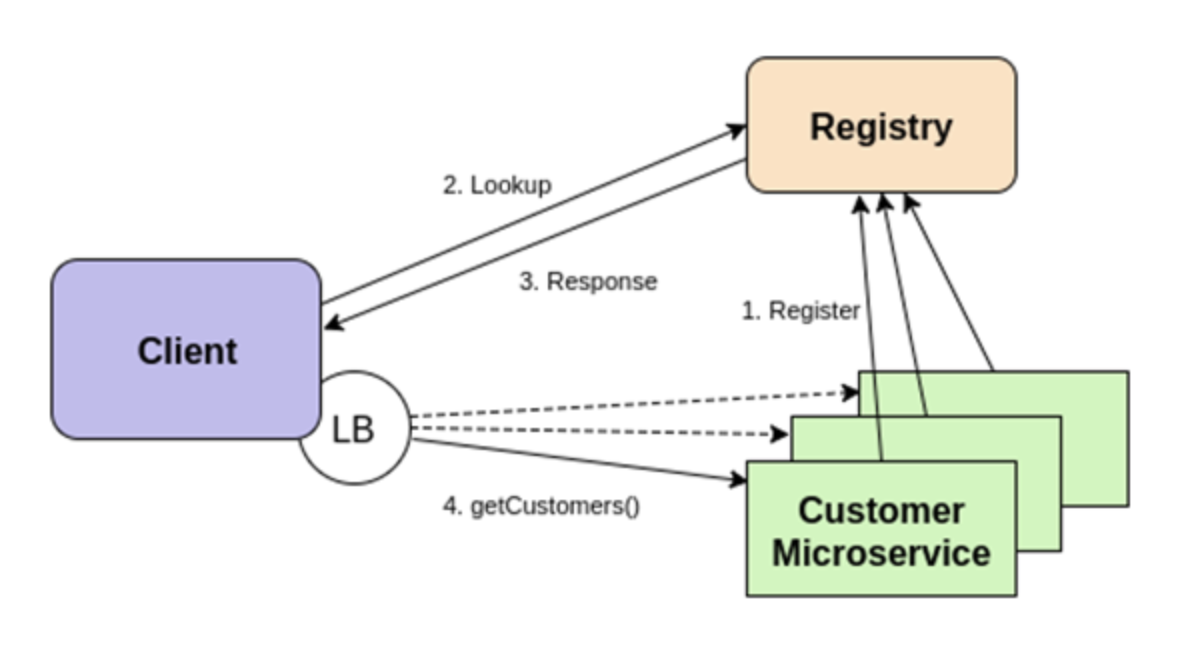 Registry
2. Lookup
3. Response
1. Register
Client
LB
4. getCustomers()
Customer
Microservice